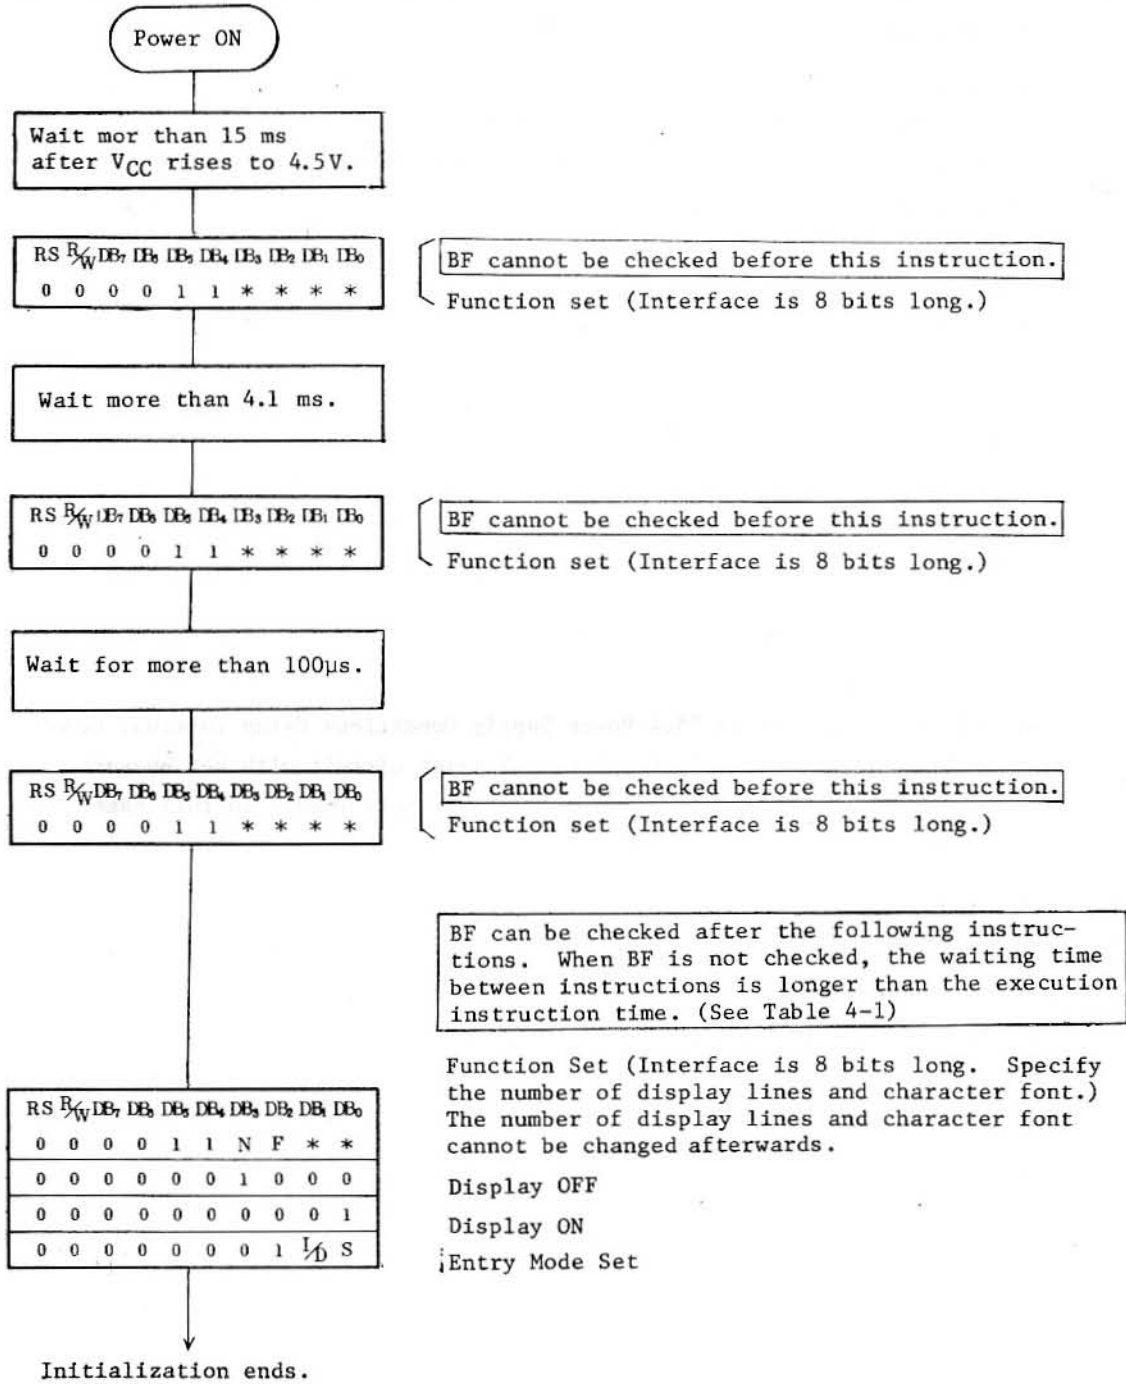 Power ON
Wait mor than 15 ms
after VCC rises to 4.5V.
RS R/W DB7 DB6 DB5 DB4 DB3 DB2 DB1 DB0
0 0 0 0 1 1 * * * *
BF cannot be checked before this instruction.
Function set (Interface is 8 bits long.)
Wait more than 4.1 ms.
RS R/W DB7 DB6 DB5 DB4 DB3 DB2 DB1 DB0
0 0 0 0 1 1 * * * *
BF cannot be checked before this instruction.
Function set (Interface is 8 bits long.)
Wait for more than 100µs.
RS R/W DB7 DB6 DB5 DB4 DB3 DB2 DB1 DB0
0 0 0 0 1 1 * * * *
BF cannot be checked before this instruction.
Function set (Interface is 8 bits long.)
BF can be checked after the following instruc-
tions. When BF is not checked, the waiting time
between instructions is longer than the execution
instruction time. (See Table 4-1)
Function Set (Interface is 8 bits long. Specify
the number of display lines and character font.)
The number of display lines and character font
cannot be changed afterwards.
RS R/W DB7 DB6 DB5 DB4 DB3 DB2 DB1 DB0
0 0 0 0 1 1 N F * *
0 0 0 0 0 0 1 0 0 0
Display OFF
0 0 0 0 0 0 0 0 0 1
Display ON
0 0 0 0 0 0 0 1 I/D S
Entry Mode Set
Initialization ends.